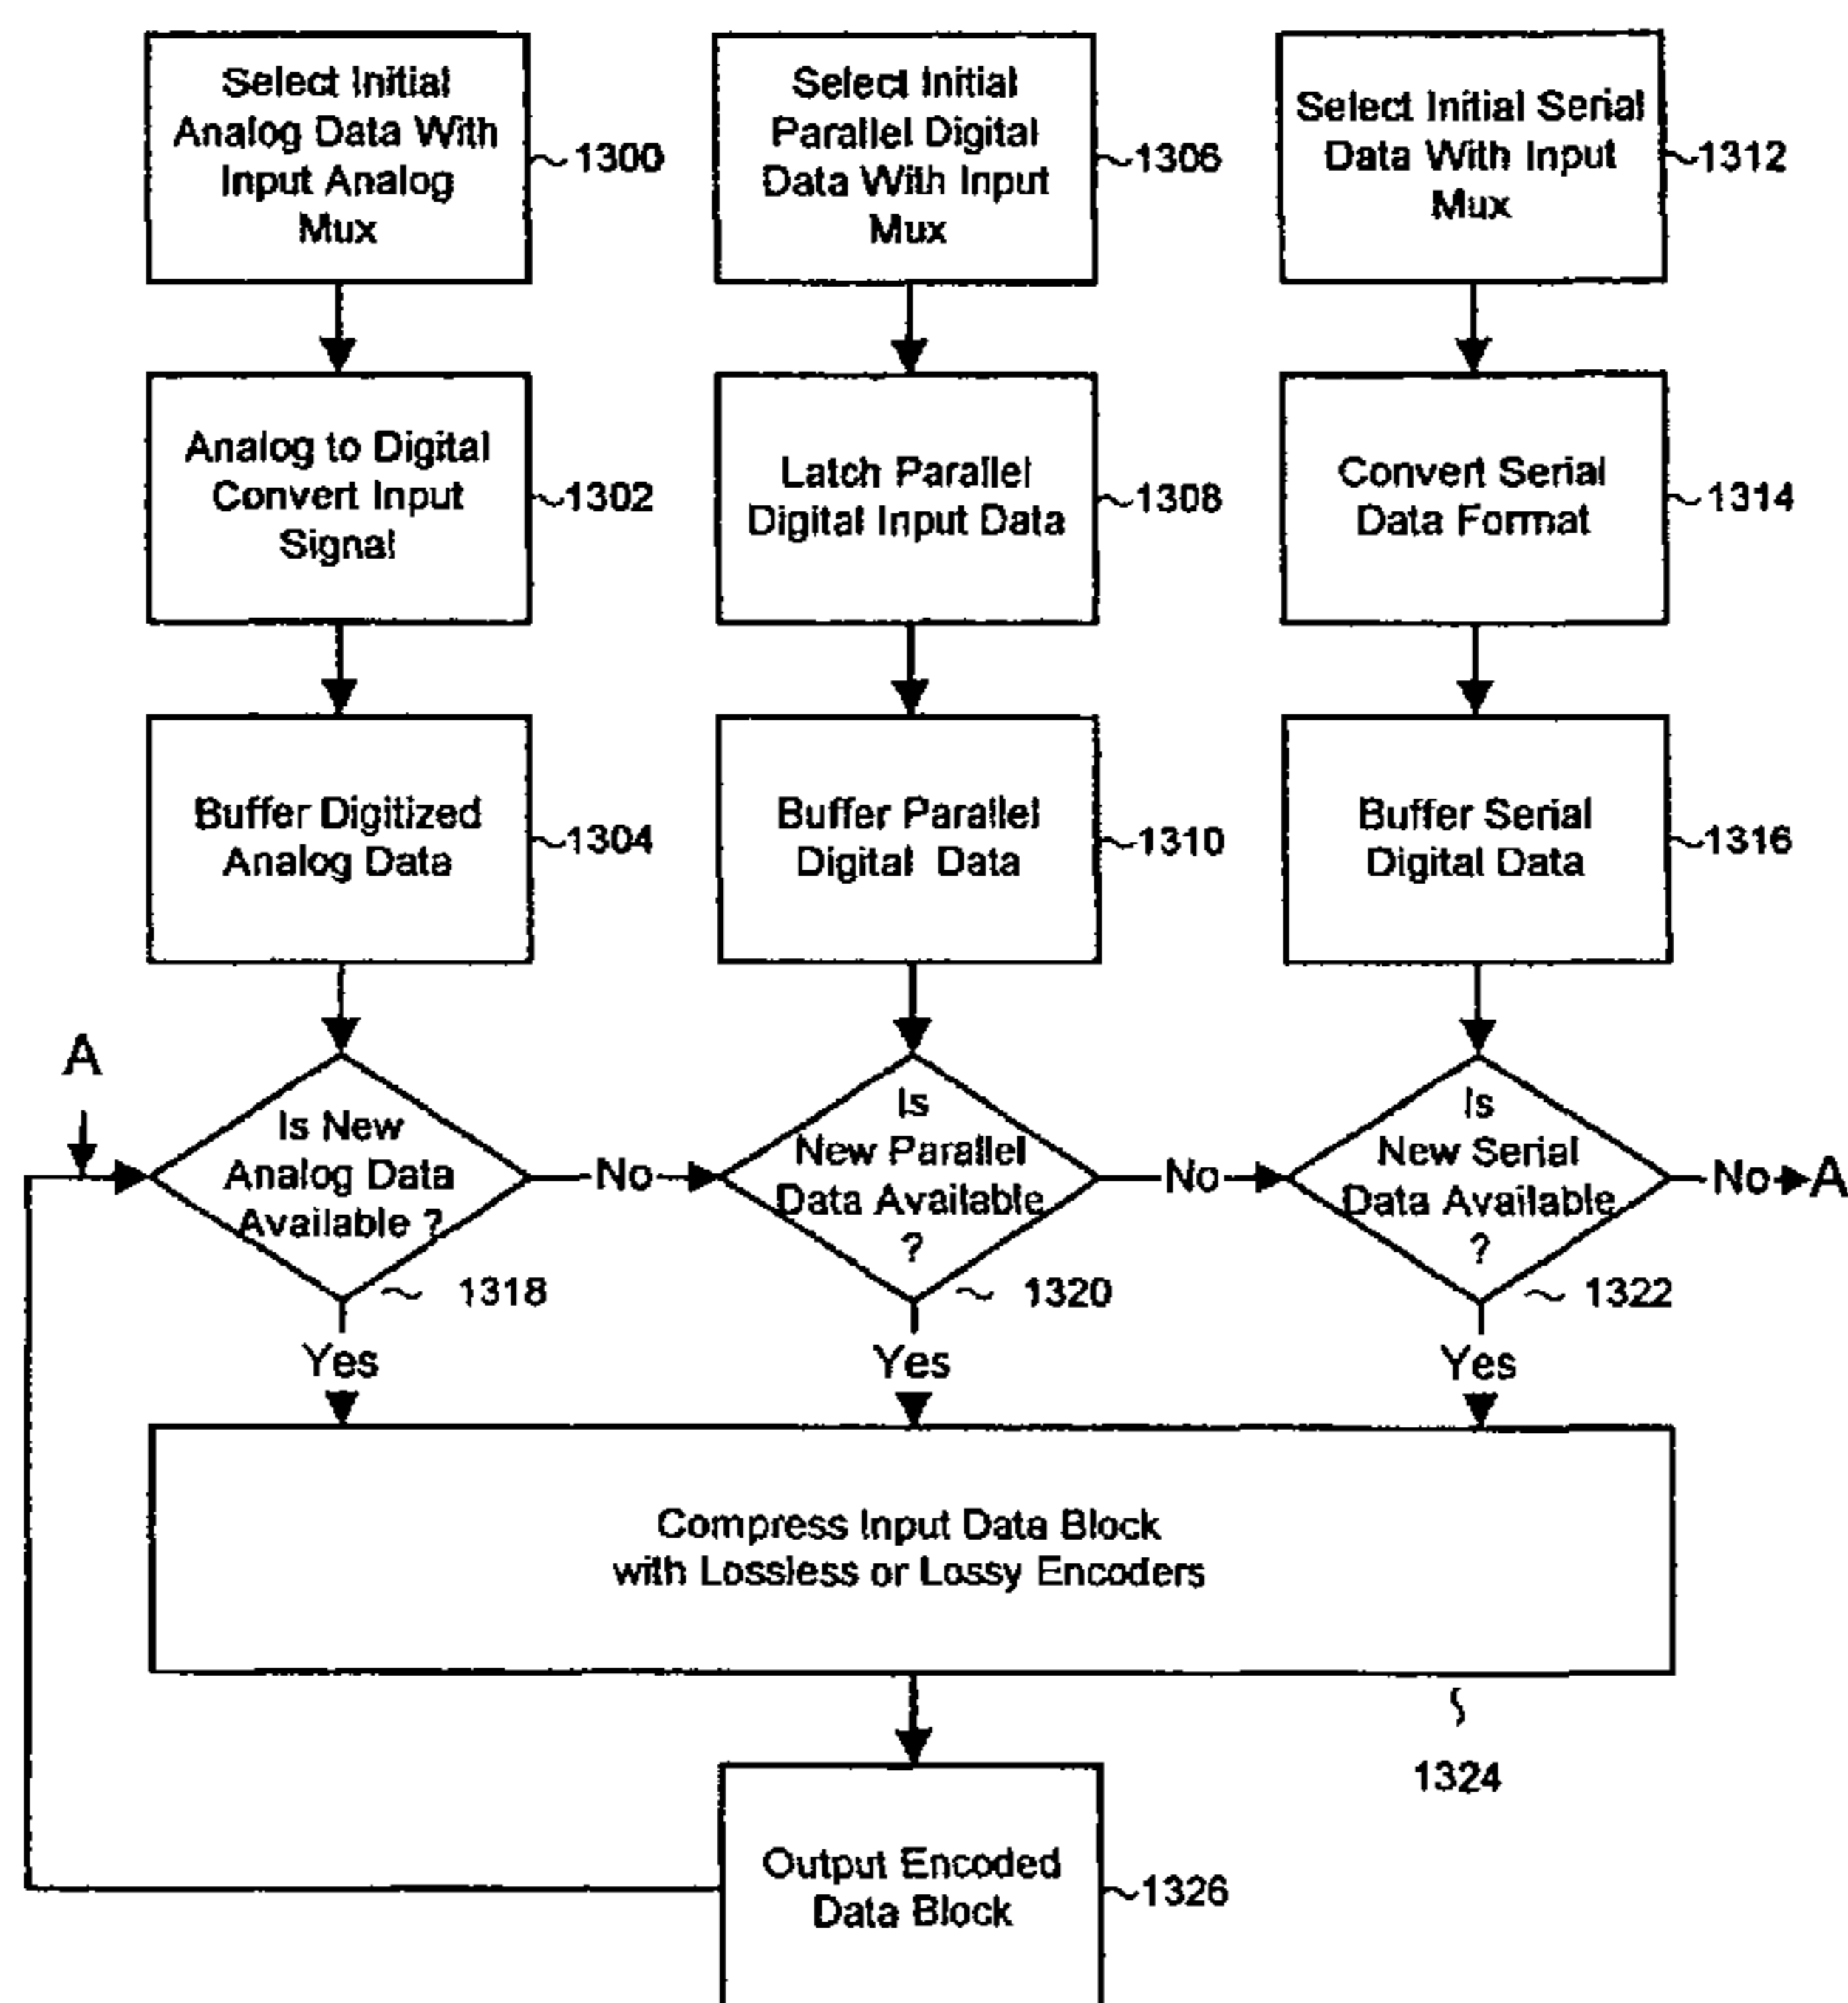 Select Initial
Analog Data With
Input Analog
Mux
1300
Select Initial
Parallel Digital
Data With Input
Mux
1306
Select Initial Serial
Data With Input
Mux
1312
Analog to Digital
Convert Input
Signal
1302
Latch Parallel
Digital Input Data
1308
Convert Serial
Data Format
1314
Buffer Digitized
Analog Data
1304
Buffer Parallel
Digital Data
1310
Buffer Serial
Digital Data
1316
A
Is New
Analog Data
Available ?
1318
No
Is
New Parallel
Data Available
?
1320
No
Is
New Serial
Data Available
?
1322
No
A
Yes
Yes
Yes
Compress Input Data Block
with Lossless or Lossy Encoders
1324
Output Encoded
Data Block
1326